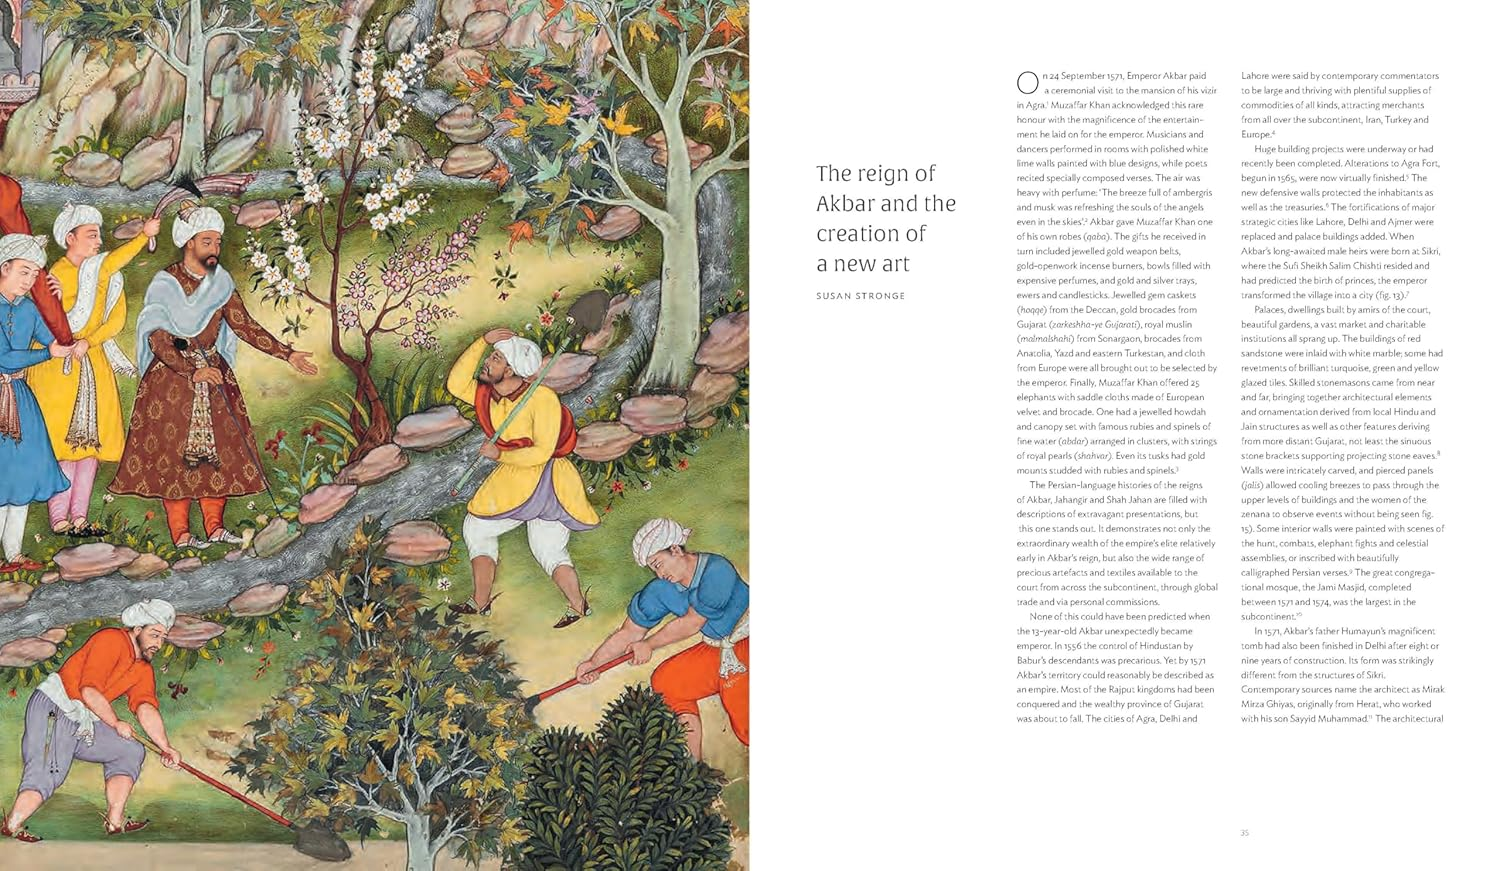 The reign of
Akbar and the
creation of
a new art
SUSAN STRONGE
On 24 September 1571, Emperor Akbar paid
a ceremonial visit to the mansion of his vizir
in Agra.¹ Muzaffar Khan acknowledged this rare
honour with the magnificence of the entertain-
ment he laid on for the emperor. Musicians and
dancers performed in rooms with polished white
lime walls painted with blue designs, while poets
recited specially composed verses. The air was
heavy with perfume: 'The breeze full of ambergris
and musk was refreshing the souls of the angels
even in the skies'.² Akbar gave Muzaffar Khan one
of his own robes (qaba). The gifts he received in
turn included jewelled gold weapon belts,
gold-openwork incense burners, bowls filled with
expensive perfumes, and gold and silver trays,
ewers and candlesticks. Jewelled gem caskets
(hoqqe) from the Deccan, gold brocades from
Gujarat (zarkeshha-ye Gujarati), royal muslin
(malmalshahi) from Sonargaon, brocades from
Anatolia, Yazd and eastern Turkestan, and cloth
from Europe were all brought out to be selected by
the emperor. Finally, Muzaffar Khan offered 25
elephants with saddle cloths made of European
velvet and brocade. One had a jewelled howdah
and canopy set with famous rubies and spinels of
fine water (abdar) arranged in clusters, with strings
of royal pearls (shahvar). Even its tusks had gold
mounts studded with rubies and spinels.³
The Persian-language histories of the reigns
of Akbar, Jahangir and Shah Jahan are filled with
descriptions of extravagant presentations, but
this one stands out. It demonstrates not only the
extraordinary wealth of the empire's elite relatively
early in Akbar's reign, but also the wide range of
precious artefacts and textiles available to the
court from across the subcontinent, through global
trade and via personal commissions.
None of this could have been predicted when
the 13-year-old Akbar unexpectedly became
emperor. In 1556 the control of Hindustan by
Babur's descendants was precarious. Yet by 1571
Akbar's territory could reasonably be described as
an empire. Most of the Rajput kingdoms had been
conquered and the wealthy province of Gujarat
was about to fall. The cities of Agra, Delhi and
Lahore were said by contemporary commentators
to be large and thriving with plentiful supplies of
commodities of all kinds, attracting merchants
from all over the subcontinent, Iran, Turkey and
Europe.⁴
Huge building projects were underway or had
recently been completed. Alterations to Agra Fort,
begun in 1565, were now virtually finished.⁵ The
new defensive walls protected the inhabitants as
well as the treasuries.⁶ The fortifications of major
strategic cities like Lahore, Delhi and Ajmer were
replaced and palace buildings added. When
Akbar's long-awaited male heirs were born at Sikri,
where the Sufi Sheikh Salim Chishti resided and
had predicted the birth of princes, the emperor
transformed the village into a city (fig. 13).⁷
Palaces, dwellings built by amirs of the court,
beautiful gardens, a vast market and charitable
institutions all sprang up. The buildings of red
sandstone were inlaid with white marble; some had
revetments of brilliant turquoise, green and yellow
glazed tiles. Skilled stonemasons came from near
and far, bringing together architectural elements
and ornamentation derived from local Hindu and
Jain structures as well as other features deriving
from more distant Gujarat, not least the sinuous
stone brackets supporting projecting stone eaves.⁸
Walls were intricately carved, and pierced panels
(jalis) allowed cooling breezes to pass through the
upper levels of buildings and the women of the
zenana to observe events without being seen fig.
15). Some interior walls were painted with scenes of
the hunt, combats, elephant fights and celestial
assemblies, or inscribed with beautifully
calligraphed Persian verses.⁹ The great congrega-
tional mosque, the Jami Masjid, completed
between 1571 and 1574, was the largest in the
subcontinent.¹⁰
In 1571, Akbar's father Humayun's magnificent
tomb had also been finished in Delhi after eight or
nine years of construction. Its form was strikingly
different from the structures of Sikri.
Contemporary sources name the architect as Mirak
Mirza Ghiyas, originally from Herat, who worked
with his son Sayyid Muhammad.¹¹ The architectural
35